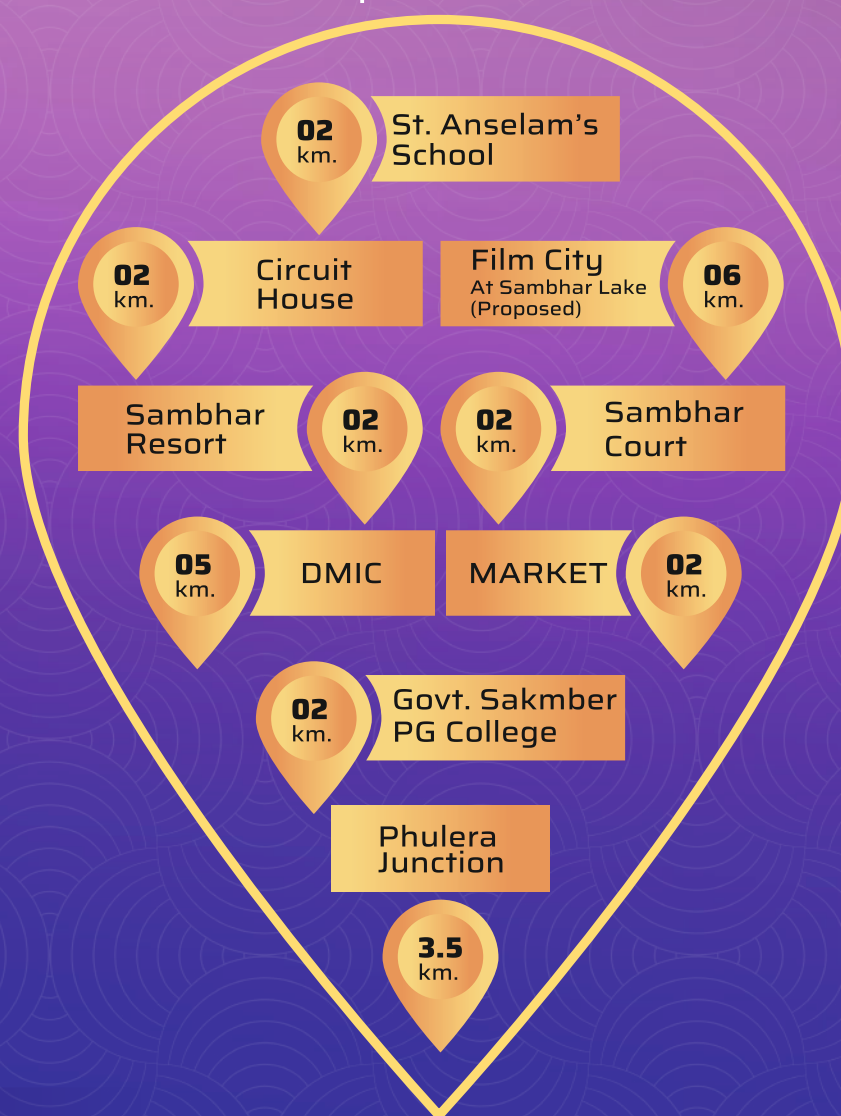 02
km.
St. Anselam's
School
02
km.
Circuit
House
Film City
At Sambhar Lake
(Proposed)
06
km.
Sambhar
Resort
02
km.
02
km.
Sambhar
Court
05
km.
DMIC
MARKET
02
km.
02
km.
Govt. Sakmber
PG College
Phulera
Junction
3.5
km.